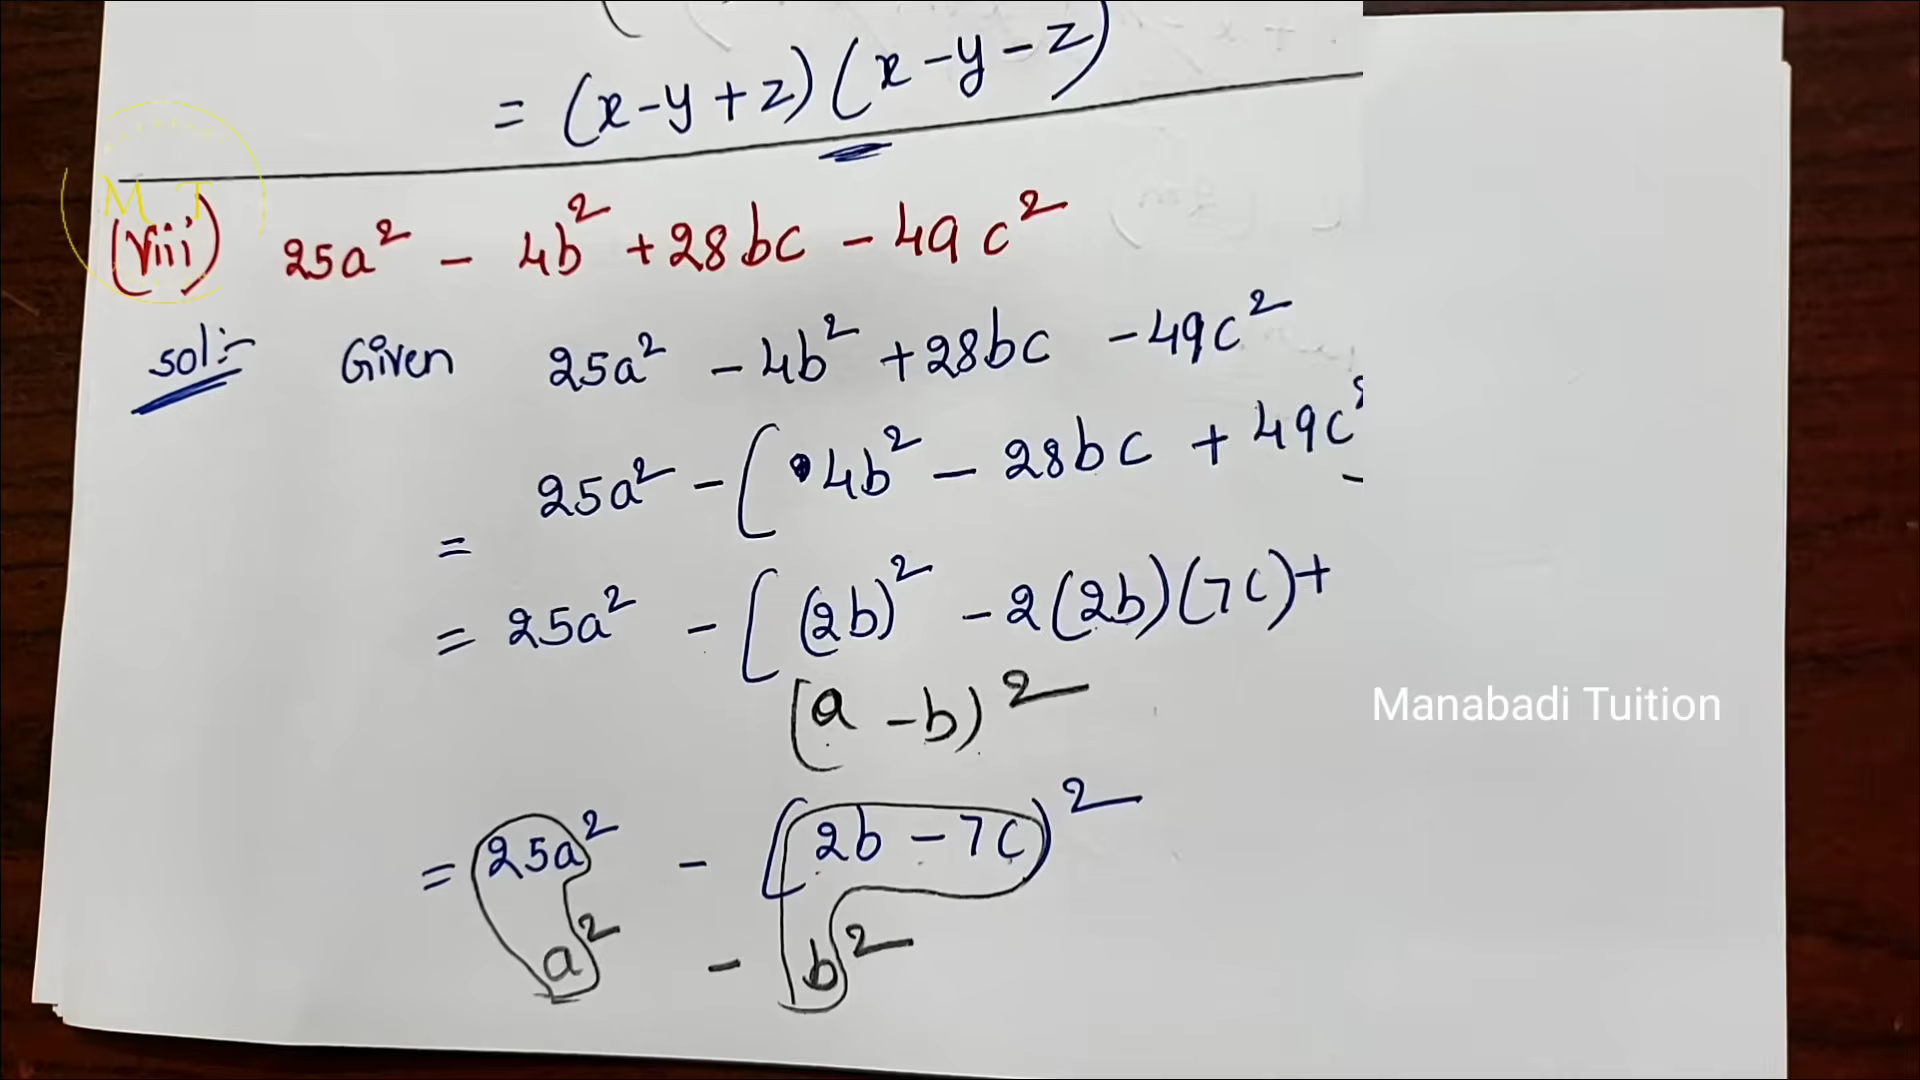 = (x-y+z)(x-y-z)
M T
(viii) 25a² - 4b² + 28bc - 49c²
Sol:- Given 25a² - 4b² + 28bc - 49c²
= 25a² - [4b² - 28bc + 49c²
= 25a² - [(2b)² - 2(2b)(7c)+
(a - b)²
Manabadi Tuition
= 25a² - (2b - 7c)²
a² - b²